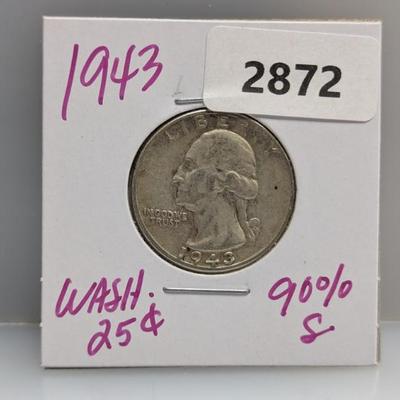 1943
2872
LIBERTY
IN GOD WE
TRUST
1943
WASH.
25¢
90%
S